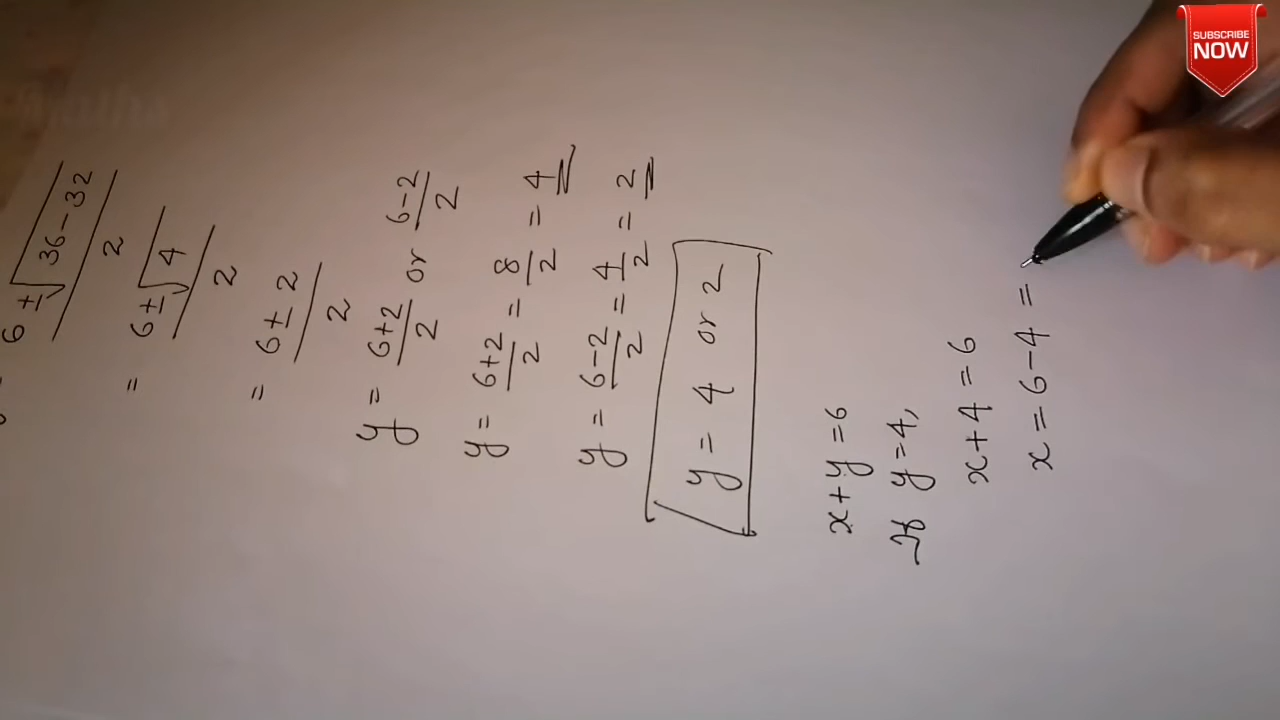 6 ± √36 - 32 / 2
= 6 ± √4 / 2
= 6 ± 2 / 2
y = 6+2/2 or 6-2/2
y = 6+2/2 = 8/2 = 4
y = 6-2/2 = 4/2 = 2
y = 4 or 2
x + y = 6
If y = 4,
x + 4 = 6
x = 6 - 4 =
SUBSCRIBE
NOW